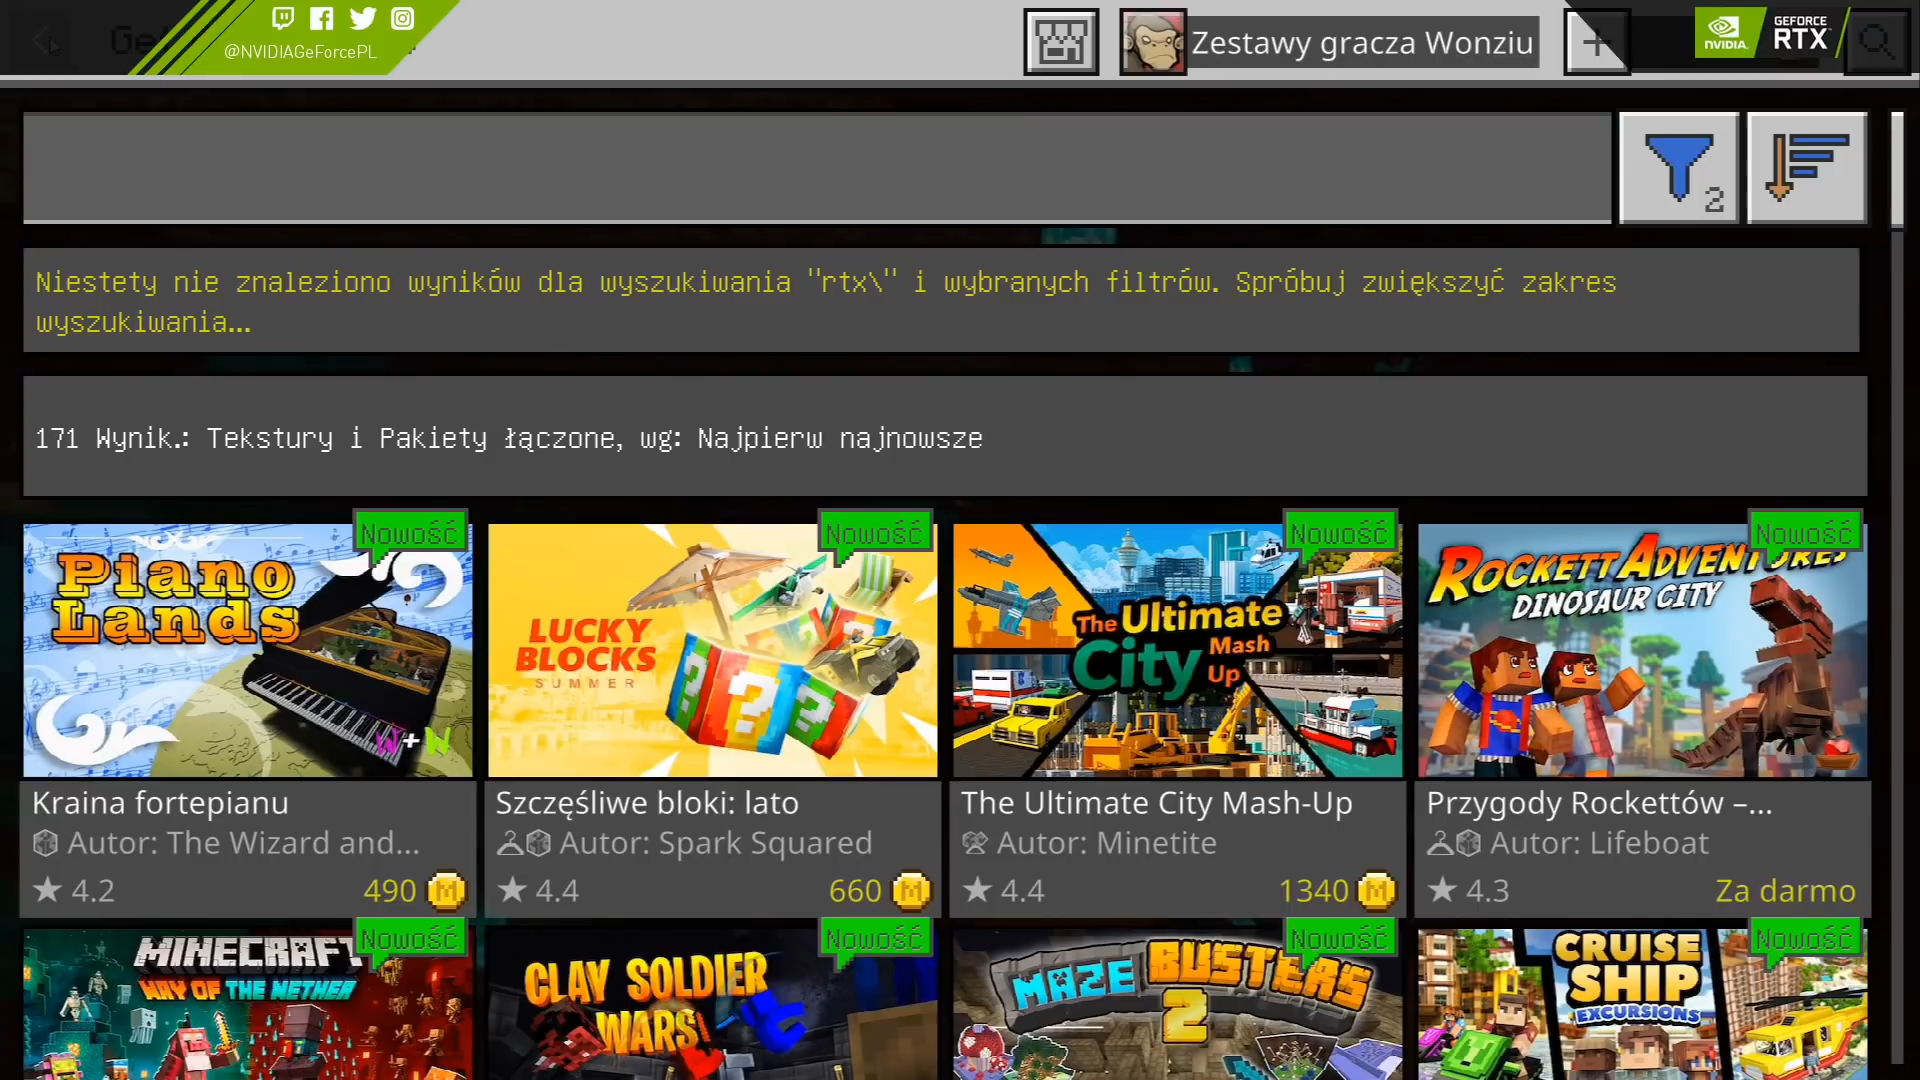 @NVIDIAGeForcePL
Zestawy gracza Wonziu
NVIDIA.
GEFORCE
RTX
2
Niestety nie znaleziono wyników dla wyszukiwania "rtx\" i wybranych filtrów. Spróbuj zwiększyć zakres
wyszukiwania...
171 Wynik.: Tekstury i Pakiety łączone, wg: Najpierw najnowsze
Nowość
Nowość
Nowość
Nowość
Piano
Lands
W+W
LUCKY
BLOCKS
SUMMER
The Ultimate
City Mash
Up
ROCKETT ADVENTURES
DINOSAUR CITY
Kraina fortepianu
Autor: The Wizard and...
4.2
490
Szczęśliwe bloki: lato
Autor: Spark Squared
4.4
660
The Ultimate City Mash-Up
Autor: Minetite
4.4
1340
Przygody Rockettów –...
Autor: Lifeboat
4.3
Za darmo
Nowość
Nowość
Nowość
Nowość
MINECRAFT
WAY OF THE NETHER
CLAY SOLDIER
WARS
MAZE BUSTERS
2
CRUISE
SHIP
EXCURSIONS